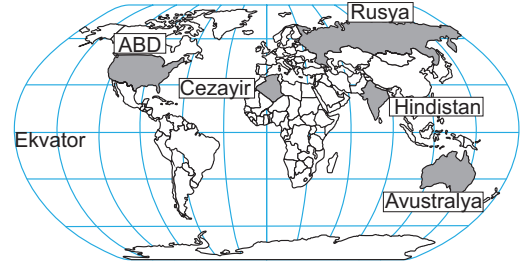 Rusya
ABD
Cezayir
Hindistan
Ekvator
Avustralya